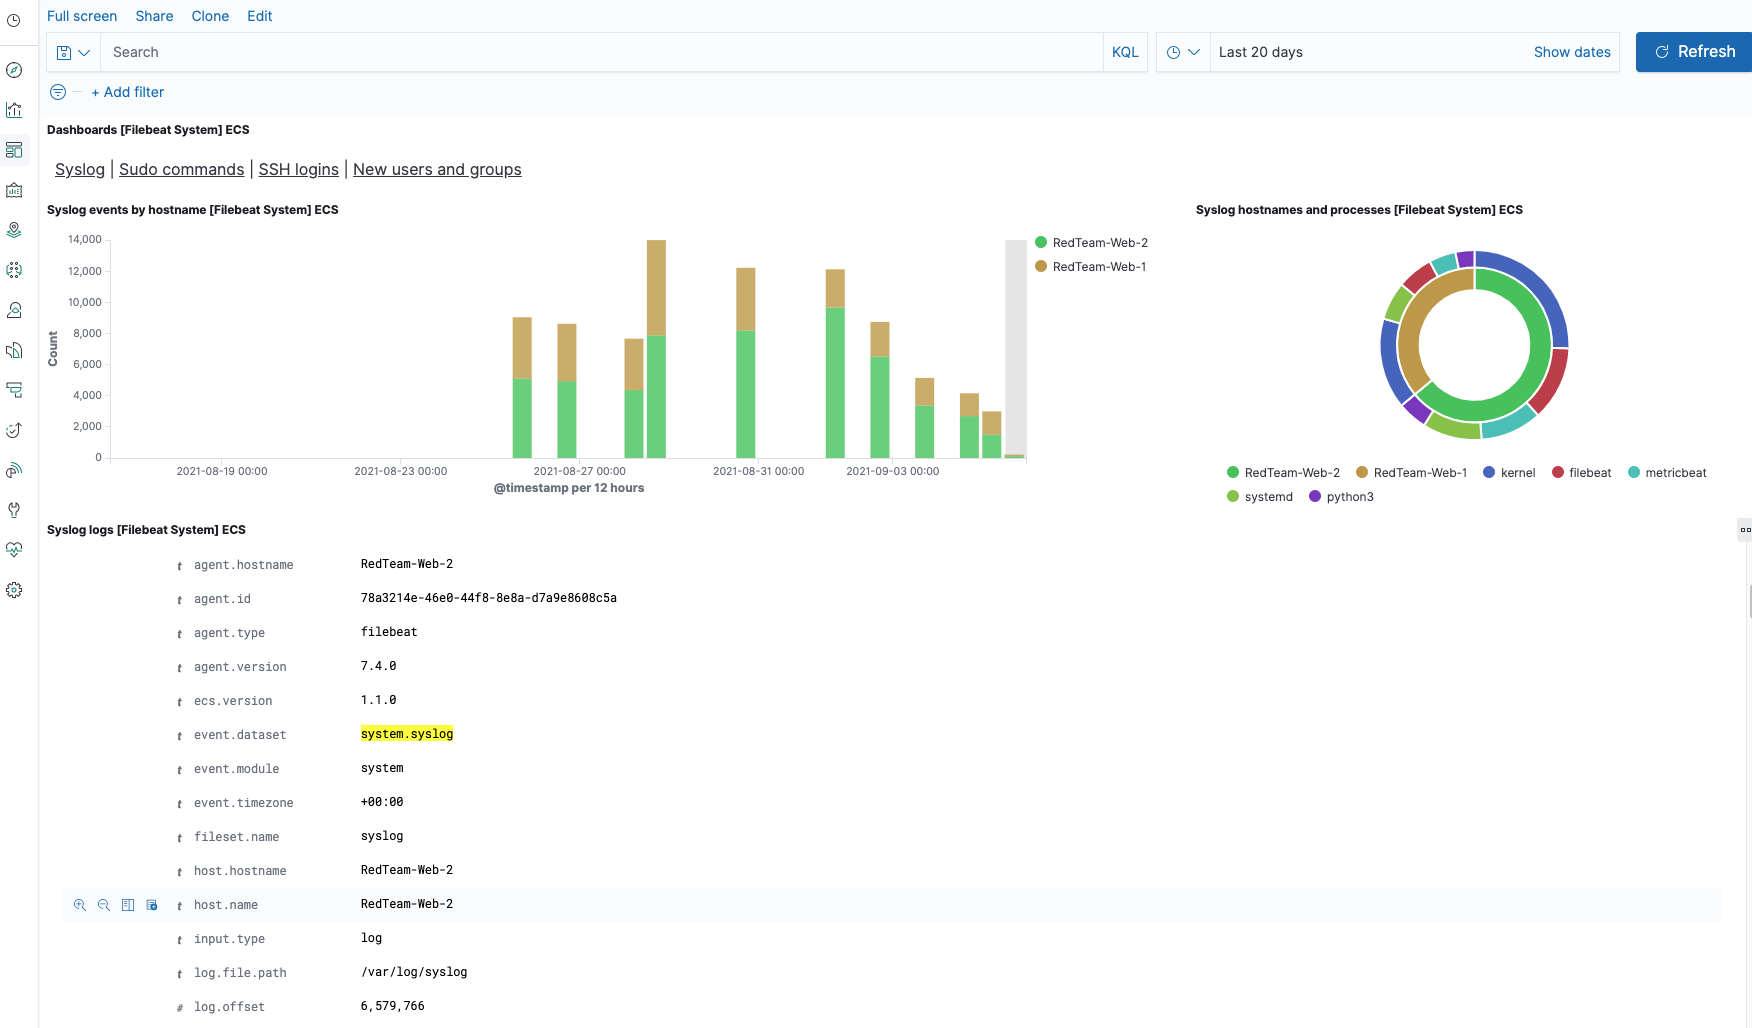 Full screen Share Clone Edit
Search KQL Last 20 days Show dates Refresh
+ Add filter
Dashboards [Filebeat System] ECS
Syslog | Sudo commands | SSH logins | New users and groups
Syslog events by hostname [Filebeat System] ECS
14,000
12,000
10,000
8,000
6,000
4,000
2,000
0
Count
2021-08-19 00:00 2021-08-23 00:00 2021-08-27 00:00 2021-08-31 00:00 2021-09-03 00:00
@timestamp per 12 hours
RedTeam-Web-2
RedTeam-Web-1
Syslog hostnames and processes [Filebeat System] ECS
RedTeam-Web-2 RedTeam-Web-1 kernel filebeat metricbeat
systemd python3
Syslog logs [Filebeat System] ECS
t agent.hostname RedTeam-Web-2
t agent.id 78a3214e-46e0-44f8-8e8a-d7a9e8608c5a
t agent.type filebeat
t agent.version 7.4.0
t ecs.version 1.1.0
t event.dataset system.syslog
t event.module system
t event.timezone +00:00
t fileset.name syslog
t host.hostname RedTeam-Web-2
t host.name RedTeam-Web-2
t input.type log
t log.file.path /var/log/syslog
# log.offset 6,579,766